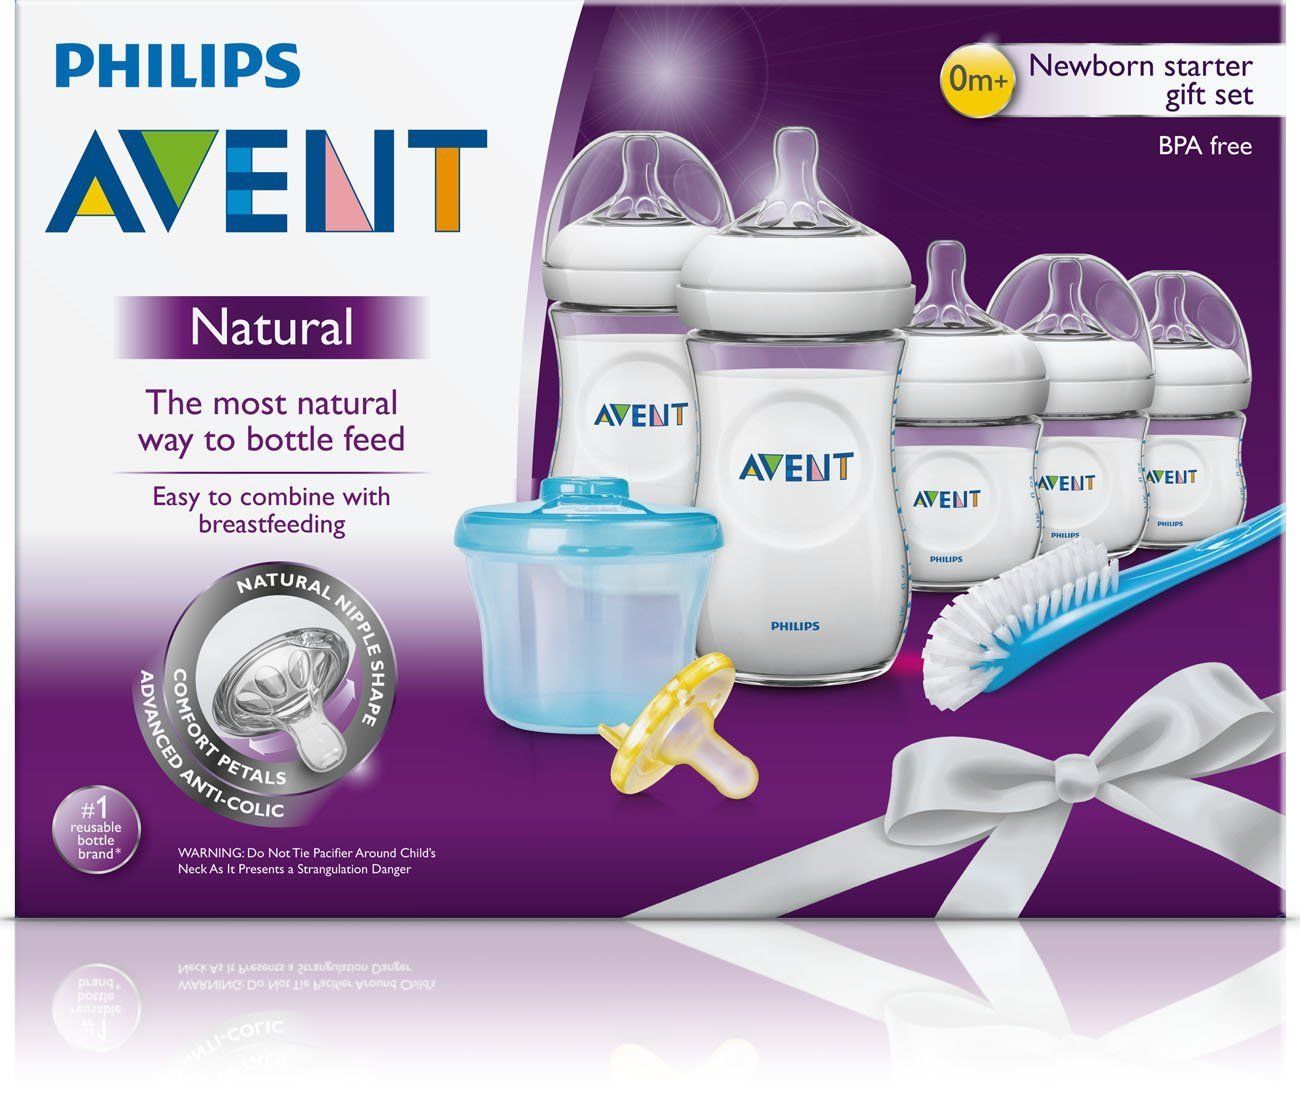 PHILIPS
AVENT
Natural
The most natural
way to bottle feed
Easy to combine with
breastfeeding
NATURAL NIPPLE SHAPE
COMFORT PETALS
ADVANCED ANTI-COLIC
#1
reusable
bottle
brand*
WARNING: Do Not Tie Pacifier Around Child's
Neck As It Presents a Strangulation Danger
0m+
Newborn starter
gift set
BPA free
AVENT
AVENT
PHILIPS
AVENT
PHILIPS
AVENT
PHILIPS
AVENT
PHILIPS